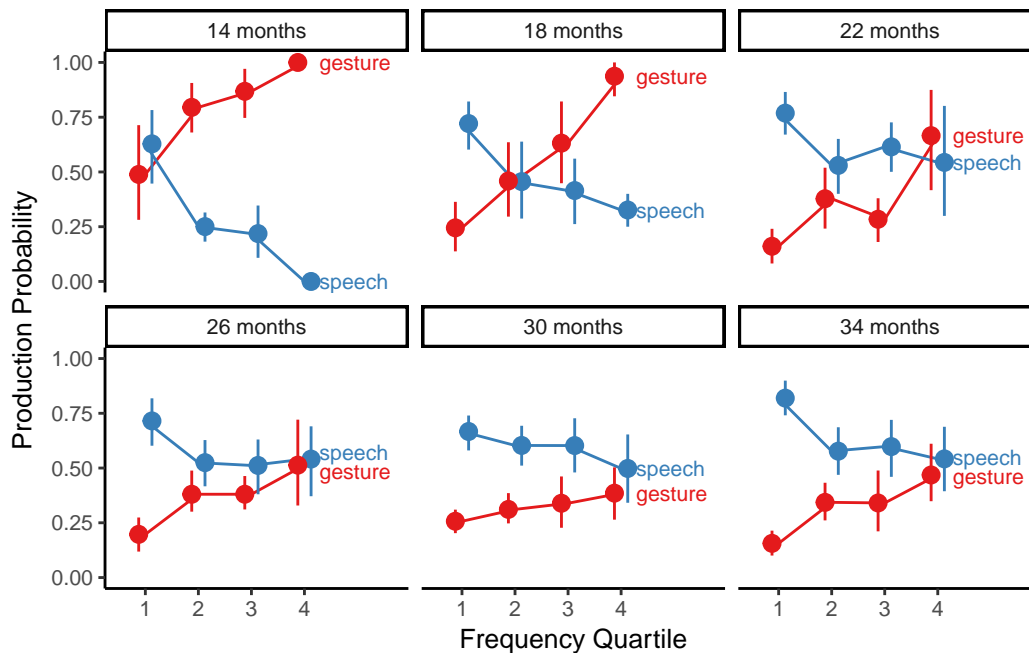 14 months
18 months
22 months
Production Probability
1.00
0.75
0.50
0.25
0.00
gesture
speech
gesture
speech
gesture
speech
26 months
30 months
34 months
1.00
0.75
0.50
0.25
0.00
speech
gesture
speech
gesture
speech
gesture
1 2 3 4
1 2 3 4
1 2 3 4
Frequency Quartile